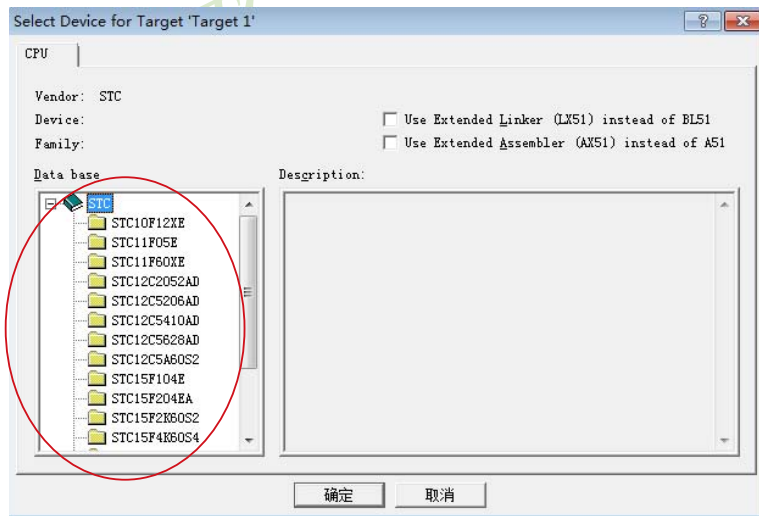 Select Device for Target 'Target 1'
CPU
Vendor: STC
Device:
Use Extended Linker (LX51) instead of BL51
Family:
Use Extended Assembler (AX51) instead of A51
Data base
Description:
STC
STC10F12XE
STC11F05E
STC11F60XE
STC12C2052AD
STC12C5206AD
STC12C5410AD
STC12C5628AD
STC12C5A60S2
STC15F104E
STC15F204EA
STC15F2K60S2
STC15F4K60S4
确定
取消